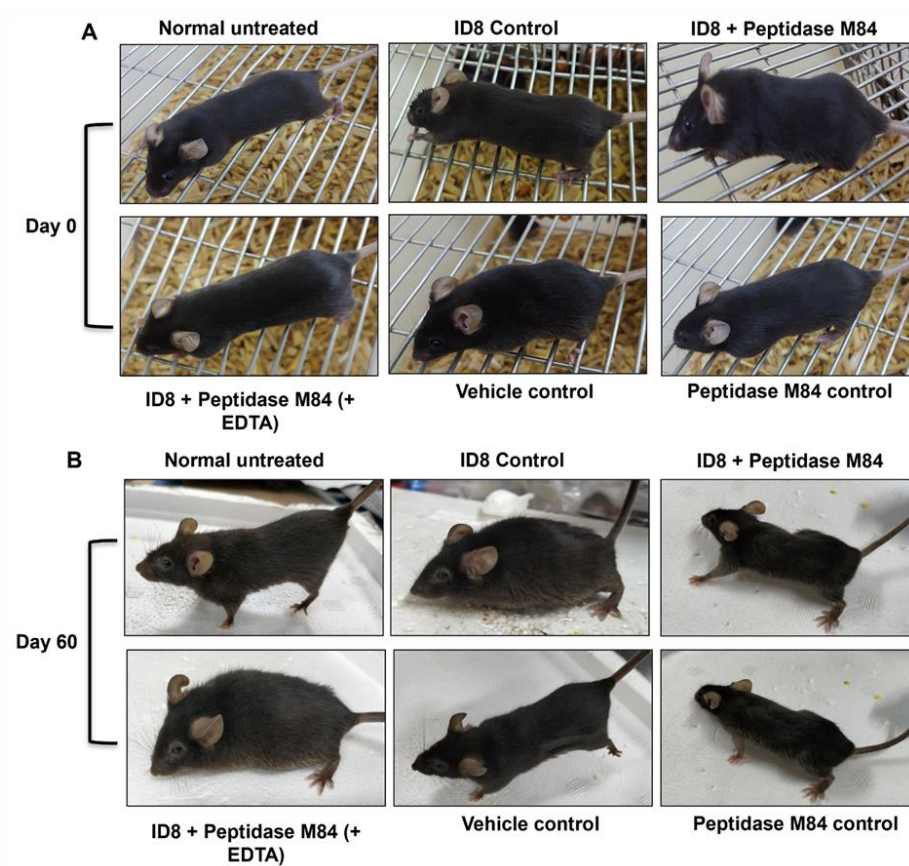 A
Normal untreated
ID8 Control
ID8 + Peptidase M84
Day 0
ID8 + Peptidase M84 (+
EDTA)
Vehicle control
Peptidase M84 control
B
Normal untreated
ID8 Control
ID8 + Peptidase M84
Day 60
ID8 + Peptidase M84 (+
EDTA)
Vehicle control
Peptidase M84 control